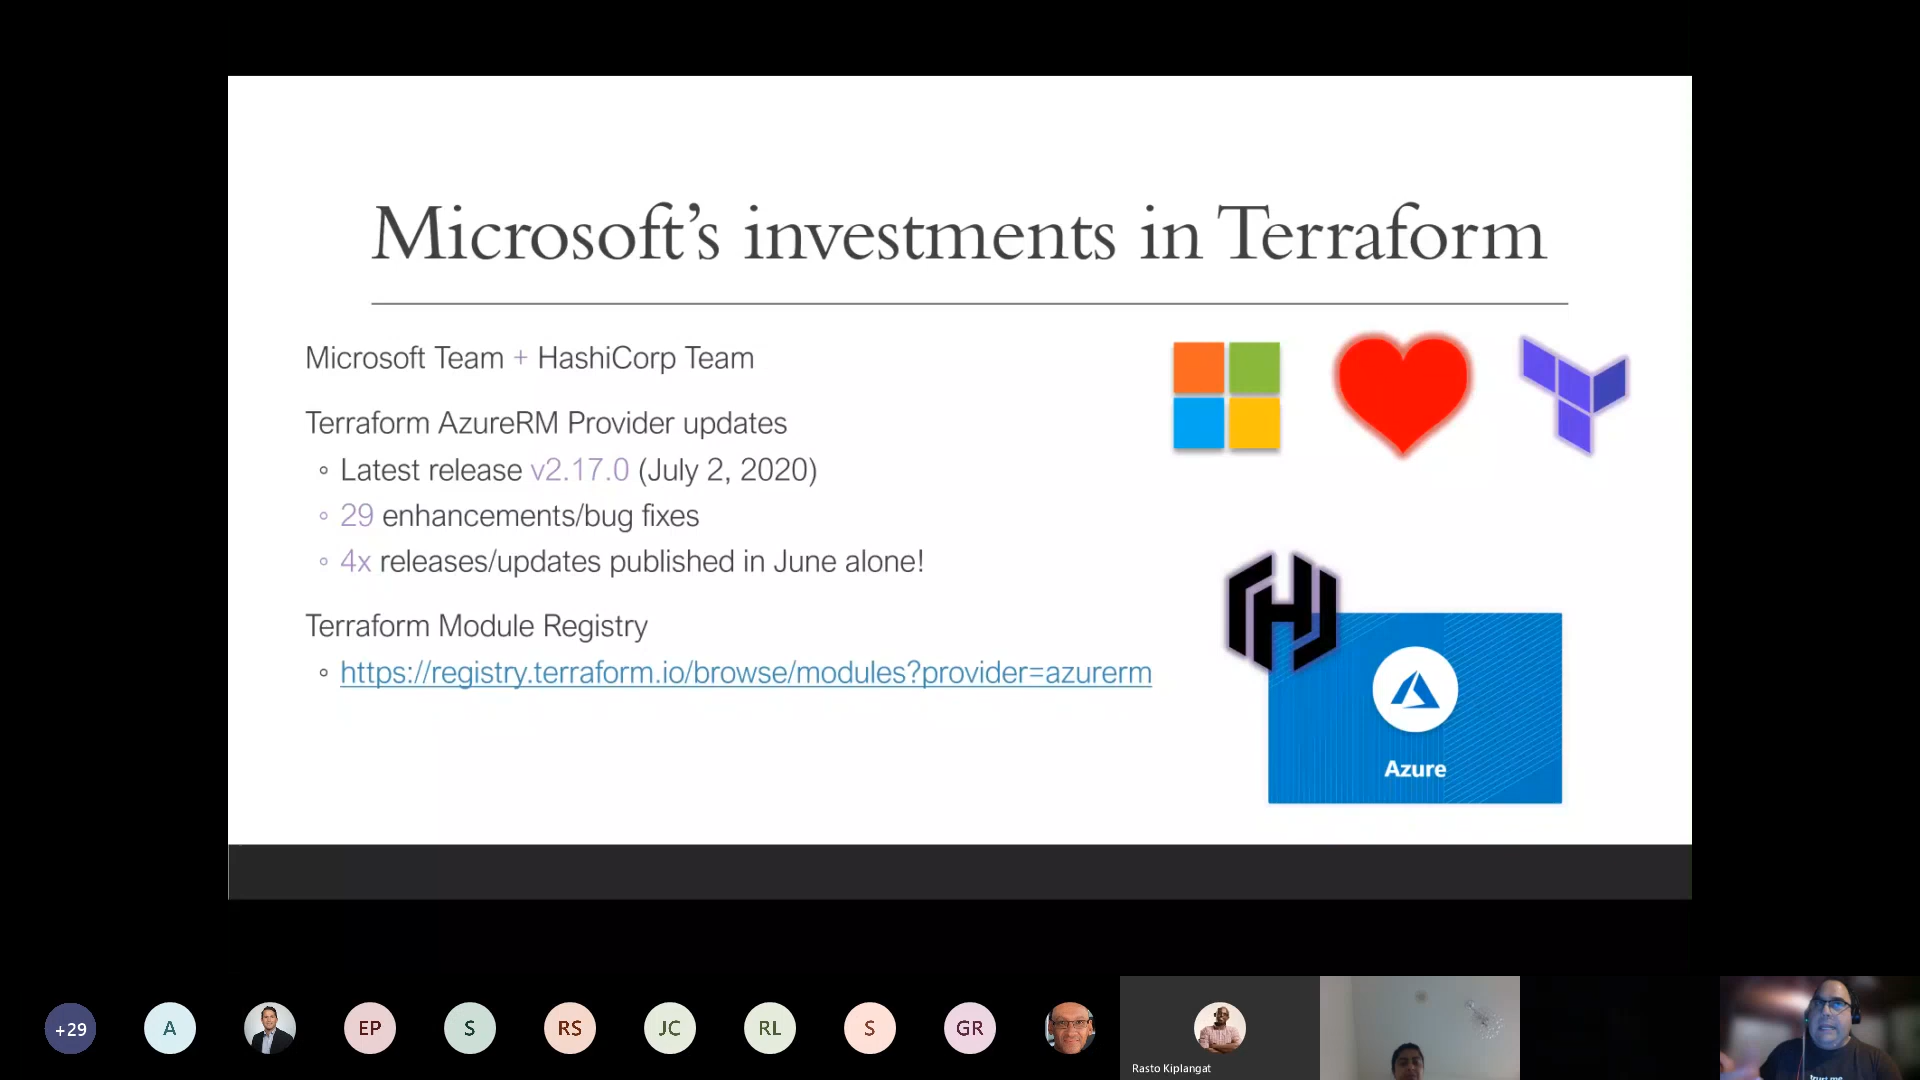 Microsoft’s investments in Terraform
Microsoft Team + HashiCorp Team
Terraform AzureRM Provider updates
◦ Latest release v2.17.0 (July 2, 2020)
◦ 29 enhancements/bug fixes
◦ 4x releases/updates published in June alone!
Terraform Module Registry
◦ https://registry.terraform.io/browse/modules?provider=azurerm
Azure
+29
A
EP
S
RS
JC
RL
S
GR
Rasto Kiplangat